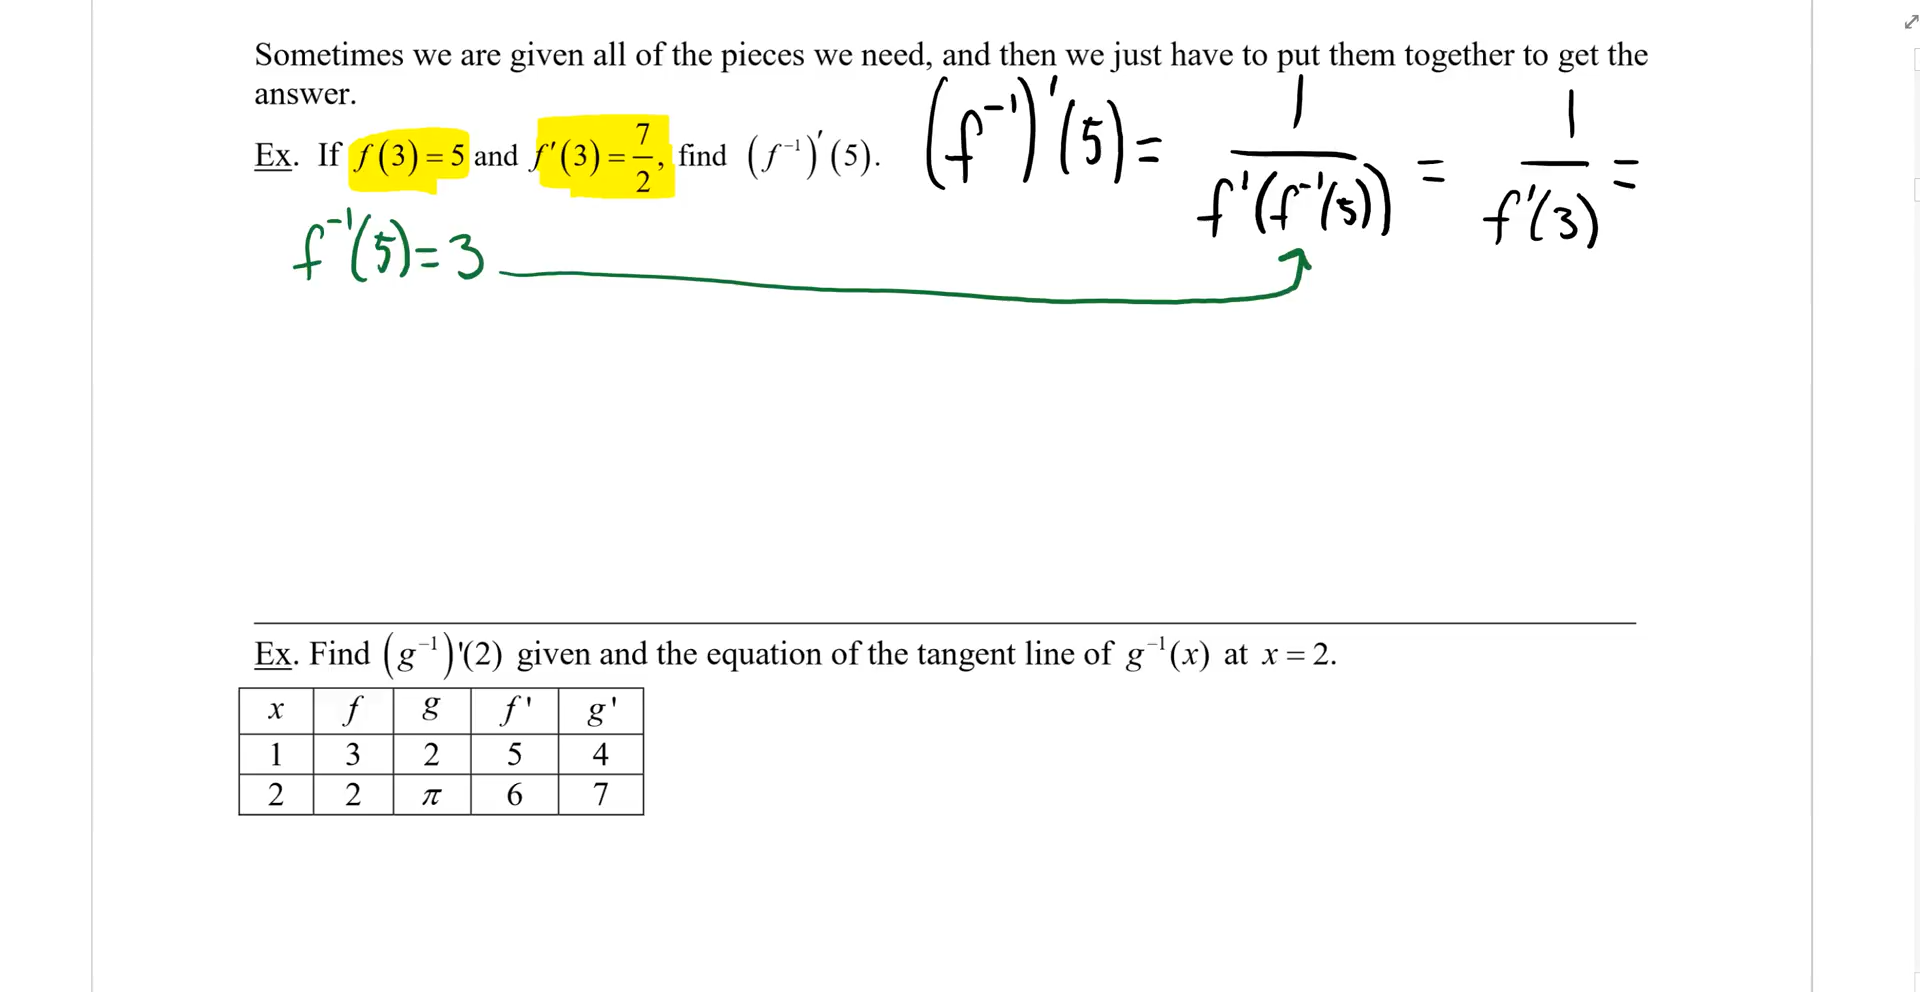 Sometimes we are given all of the pieces we need, and then we just have to put them together to get the
answer.
Ex. If f(3) = 5 and f′(3) = 7/2, find (f⁻¹)′(5).
(f⁻¹)′(5) = 1/f′(f⁻¹(5)) = 1/f′(3) =
f⁻¹(5) = 3
Ex. Find (g⁻¹)'(2) given and the equation of the tangent line of g⁻¹(x) at x = 2.
x f g f' g'
1 3 2 5 4
2 2 π 6 7